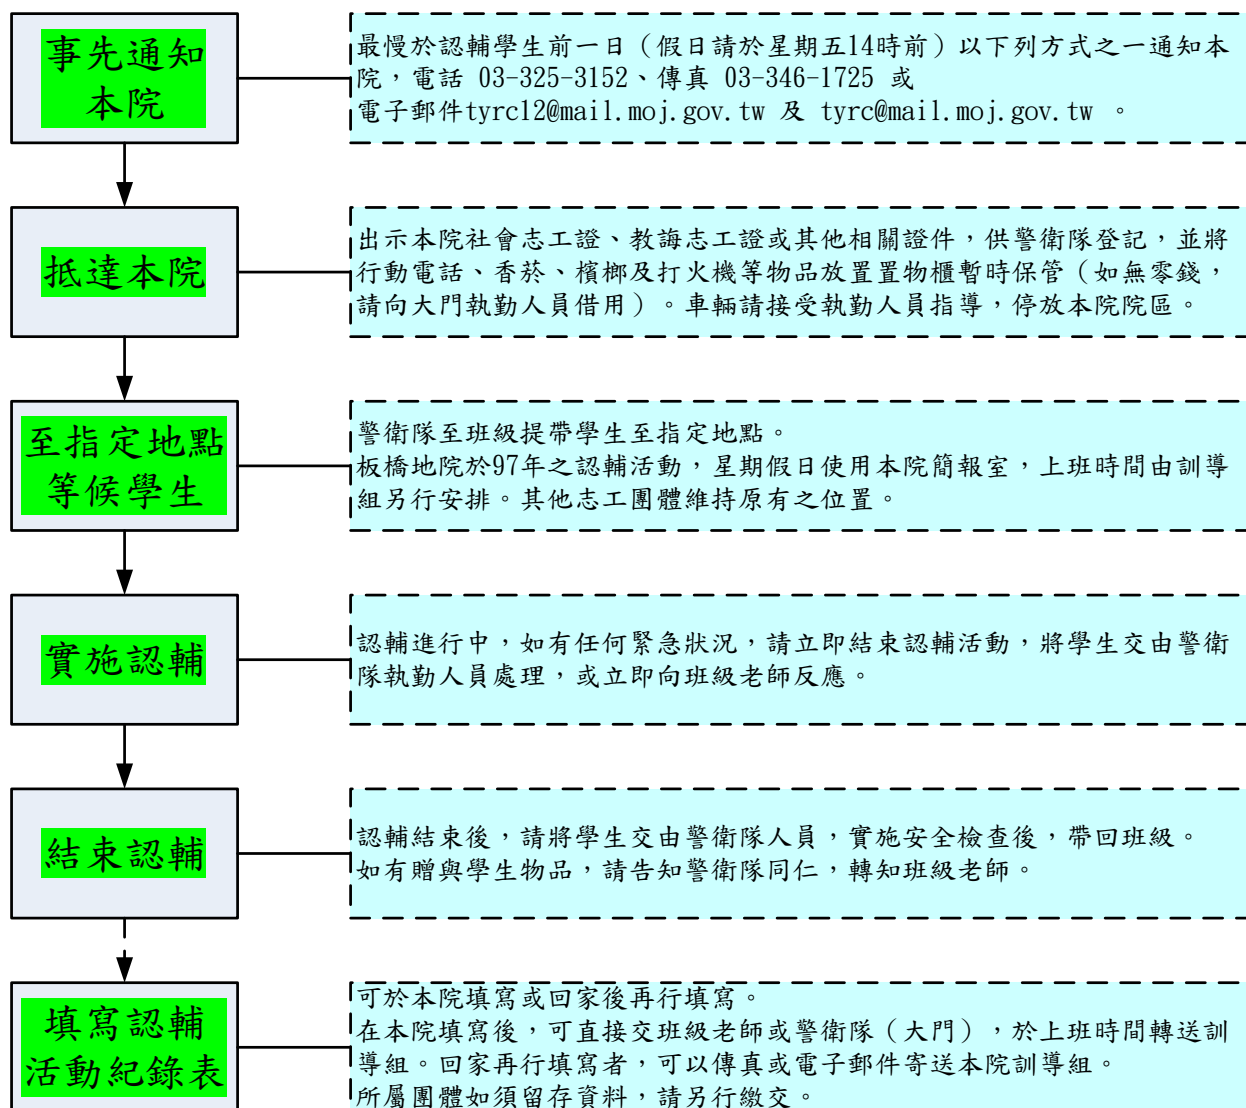 事先通知
本院
最慢於認輔學生前一日（假日請於星期五14時前）以下列方式之一通知本
院，電話 03-325-3152、傳真 03-346-1725 或
電子郵件tyrc12@mail.moj.gov.tw 及 tyrc@mail.moj.gov.tw 。
抵達本院
出示本院社會志工證、教誨志工證或其他相關證件，供警衛隊登記，並將
行動電話、香菸、檳榔及打火機等物品放置置物櫃暫時保管（如無零錢，
請向大門執勤人員借用）。車輛請接受執勤人員指導，停放本院院區。
至指定地點
等候學生
警衛隊至班級提帶學生至指定地點。
板橋地院於97年之認輔活動，星期假日使用本院簡報室，上班時間由訓導
組另行安排。其他志工團體維持原有之位置。
實施認輔
認輔進行中，如有任何緊急狀況，請立即結束認輔活動，將學生交由警衛
隊執勤人員處理，或立即向班級老師反應。
結束認輔
認輔結束後，請將學生交由警衛隊人員，實施安全檢查後，帶回班級。
如有贈與學生物品，請告知警衛隊同仁，轉知班級老師。
填寫認輔
活動紀錄表
可於本院填寫或回家後再行填寫。
在本院填寫後，可直接交班級老師或警衛隊（大門），於上班時間轉送訓
導組。回家再行填寫者，可以傳真或電子郵件寄送本院訓導組。
所屬團體如須留存資料，請另行繳交。